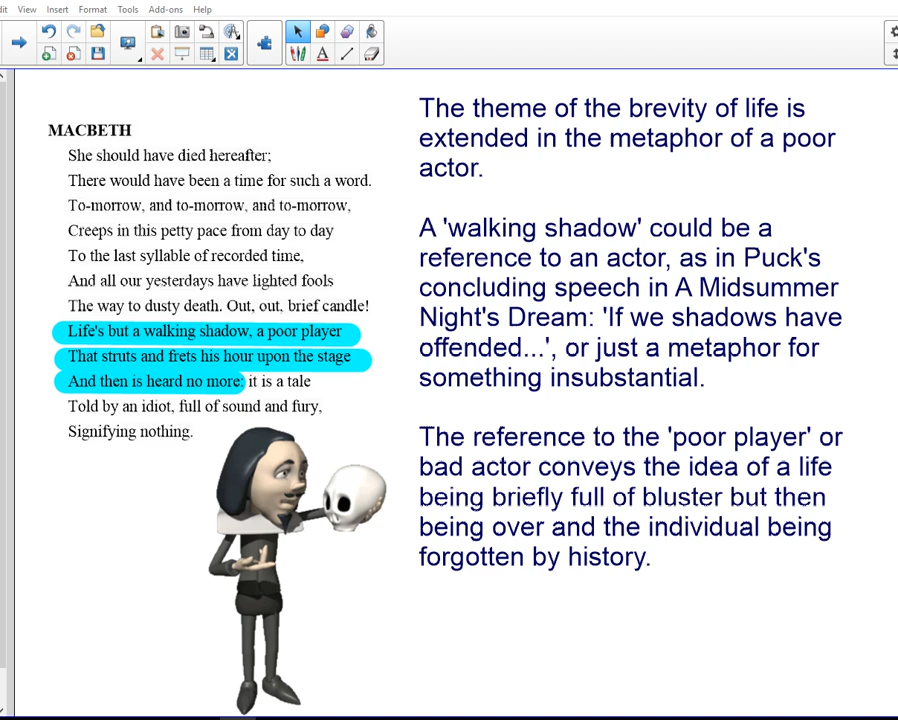 dit View Insert Format Tools Add-ons Help
MACBETH
She should have died hereafter;
There would have been a time for such a word.
To-morrow, and to-morrow, and to-morrow,
Creeps in this petty pace from day to day
To the last syllable of recorded time,
And all our yesterdays have lighted fools
The way to dusty death. Out, out, brief candle!
Life's but a walking shadow, a poor player
That struts and frets his hour upon the stage
And then is heard no more: it is a tale
Told by an idiot, full of sound and fury,
Signifying nothing.
The theme of the brevity of life is
extended in the metaphor of a poor
actor.
A 'walking shadow' could be a
reference to an actor, as in Puck's
concluding speech in A Midsummer
Night's Dream: 'If we shadows have
offended...', or just a metaphor for
something insubstantial.
The reference to the 'poor player' or
bad actor conveys the idea of a life
being briefly full of bluster but then
being over and the individual being
forgotten by history.